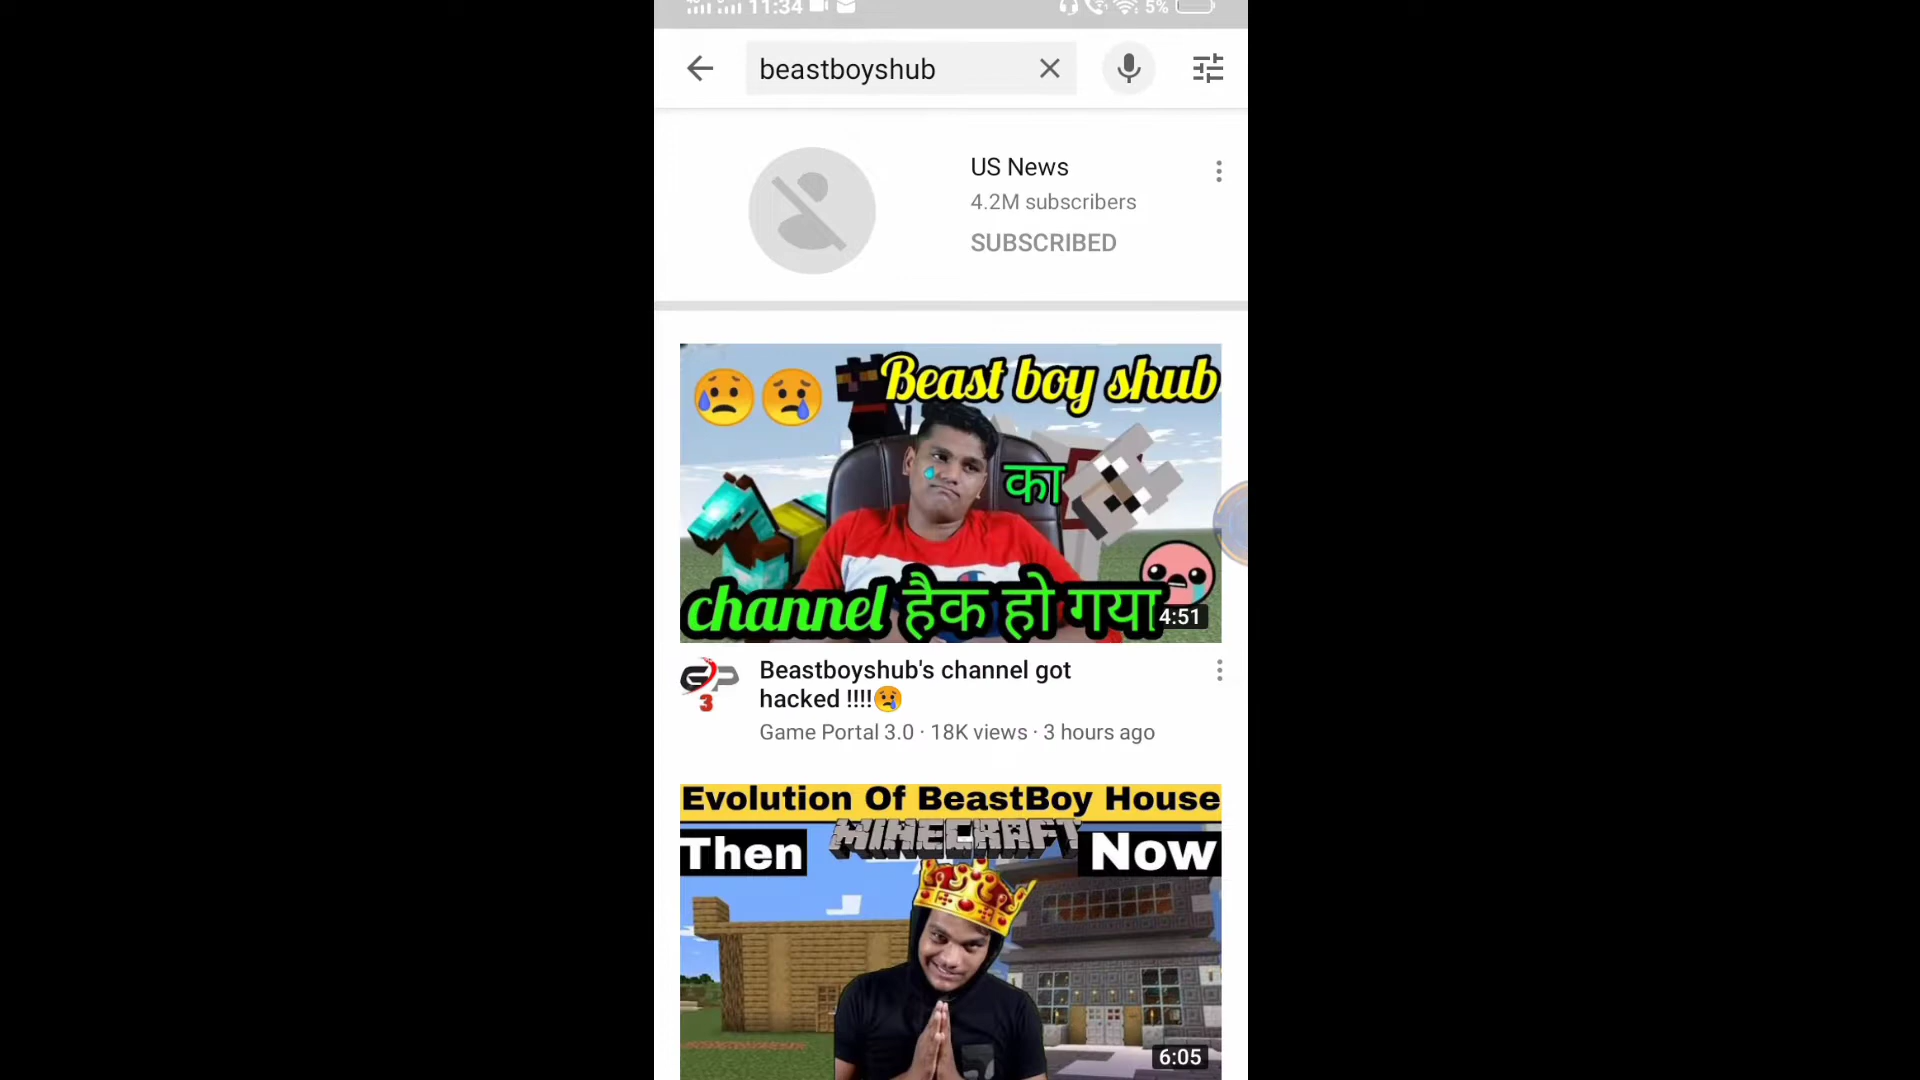 11:34 5%
beastboyshub
US News
4.2M subscribers
SUBSCRIBED
Beast boy shub
का
channel हैक हो गया
4:51
3
Beastboyshub's channel got
hacked !!!!😢
Game Portal 3.0 · 18K views · 3 hours ago
Evolution Of BeastBoy House
MINECRAFT
Then Now
6:05